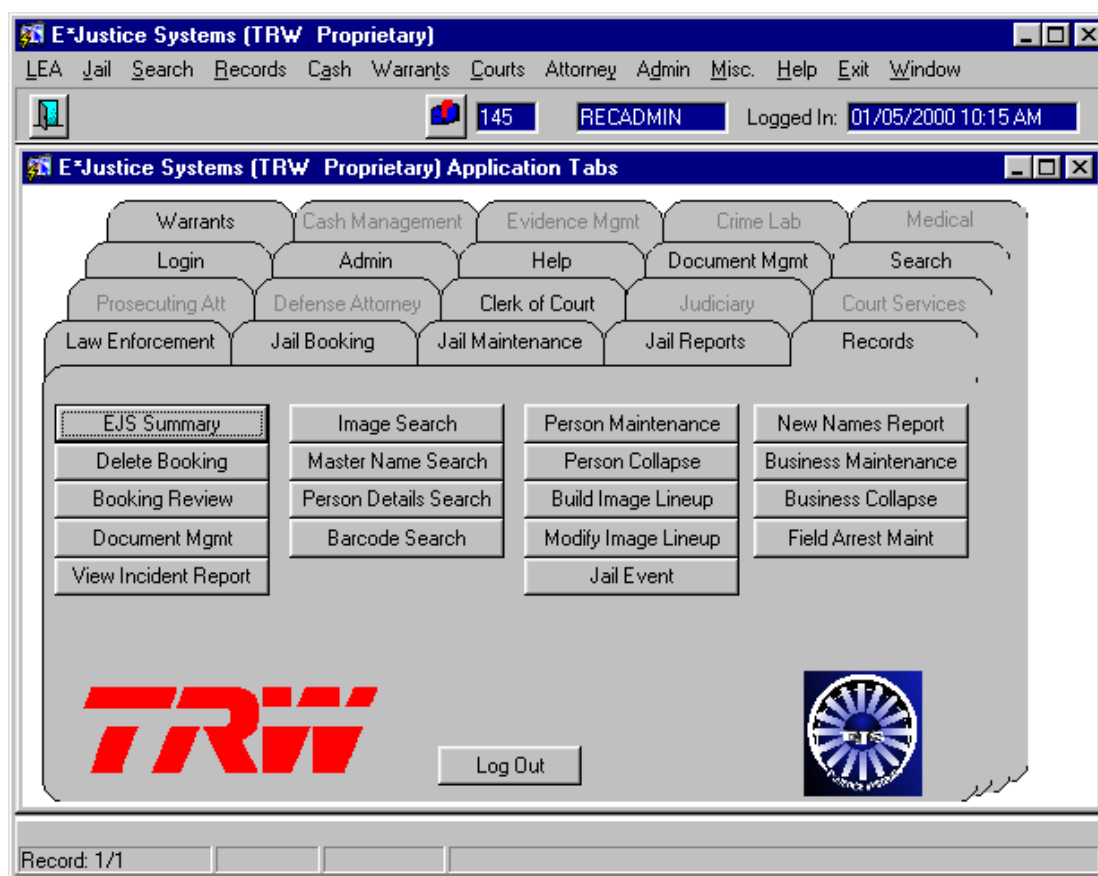 E*Justice Systems (TRW Proprietary)
LEA Jail Search Records Cash Warrants Courts Attorney Admin Misc. Help Exit Window
145 RECADMIN Logged In: 01/05/2000 10:15 AM
E*Justice Systems (TRW Proprietary) Application Tabs
Warrants Cash Management Evidence Mgmt Crime Lab Medical
Login Admin Help Document Mgmt Search
Prosecuting Att Defense Attorney Clerk of Court Judiciary Court Services
Law Enforcement Jail Booking Jail Maintenance Jail Reports Records
EJS Summary Image Search Person Maintenance New Names Report
Delete Booking Master Name Search Person Collapse Business Maintenance
Booking Review Person Details Search Build Image Lineup Business Collapse
Document Mgmt Barcode Search Modify Image Lineup Field Arrest Maint
View Incident Report Jail Event
TRW
EJS
Log Out
Record: 1/1